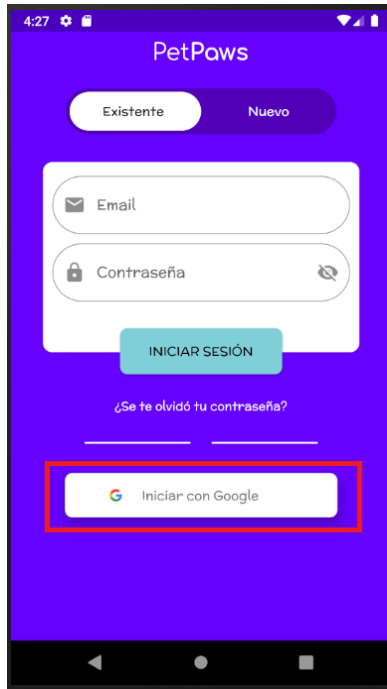 4:27
PetPaws
Existente Nuevo
Email
Contraseña
INICIAR SESIÓN
¿Se te olvidó tu contraseña?
G Iniciar con Google